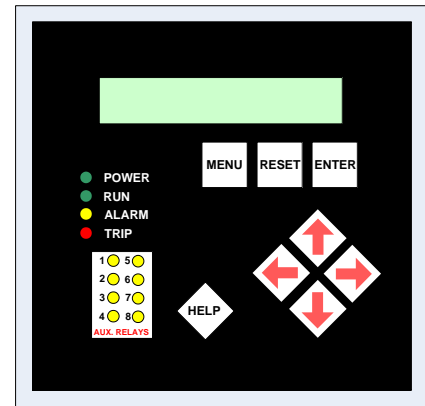 MENU RESET ENTER
POWER
RUN
ALARM
TRIP
1 5
2 6
3 7
4 8
AUX. RELAYS
HELP